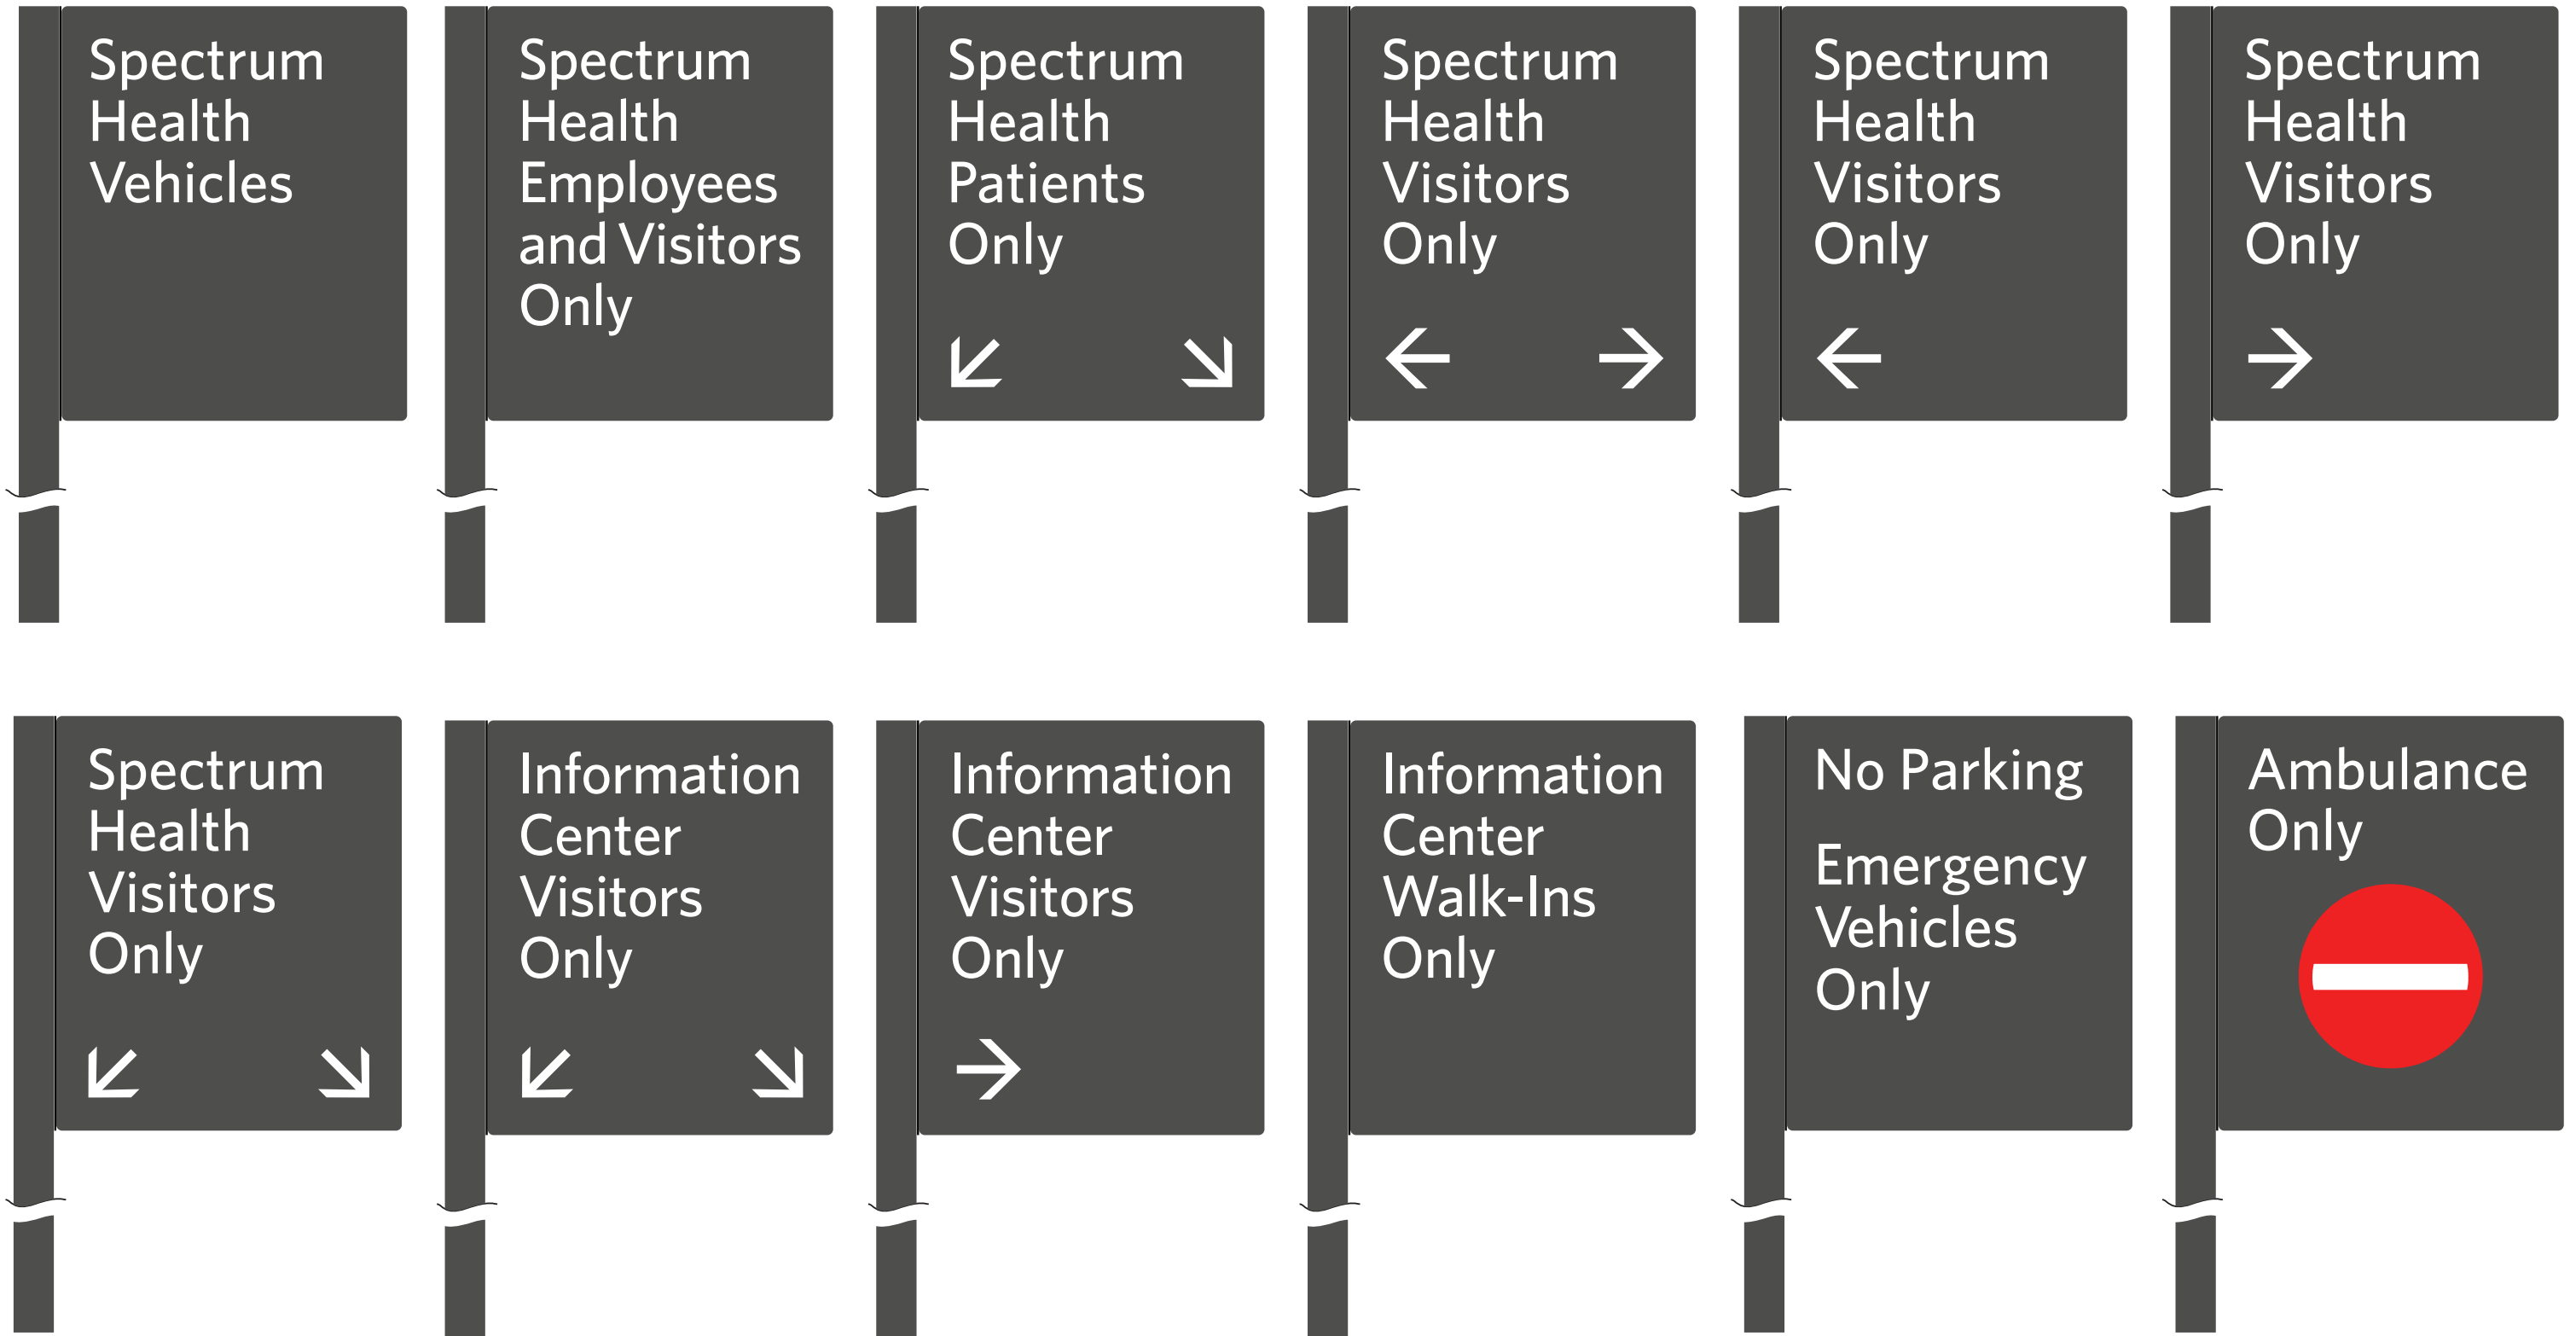 Spectrum
Health
Vehicles
Spectrum
Health
Employees
and Visitors
Only
Spectrum
Health
Patients
Only
Spectrum
Health
Visitors
Only
Spectrum
Health
Visitors
Only
Spectrum
Health
Visitors
Only
Spectrum
Health
Visitors
Only
Information
Center
Visitors
Only
Information
Center
Visitors
Only
Information
Center
Walk-Ins
Only
No Parking
Emergency
Vehicles
Only
Ambulance
Only